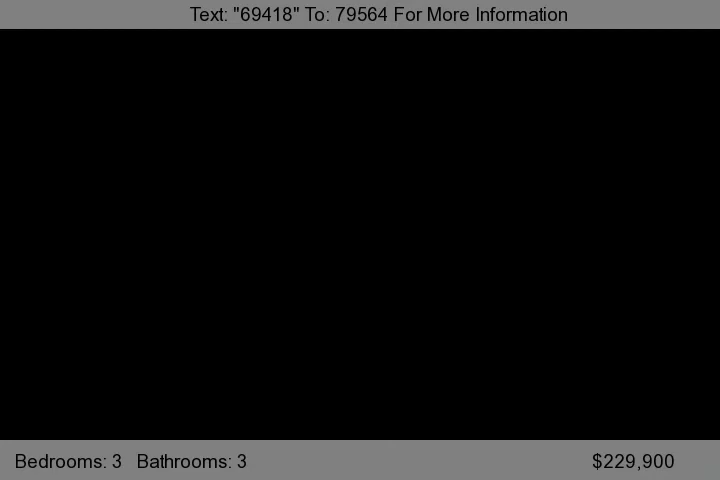 Text: "69418" To: 79564 For More Information
Bedrooms: 3 Bathrooms: 3 $229,900